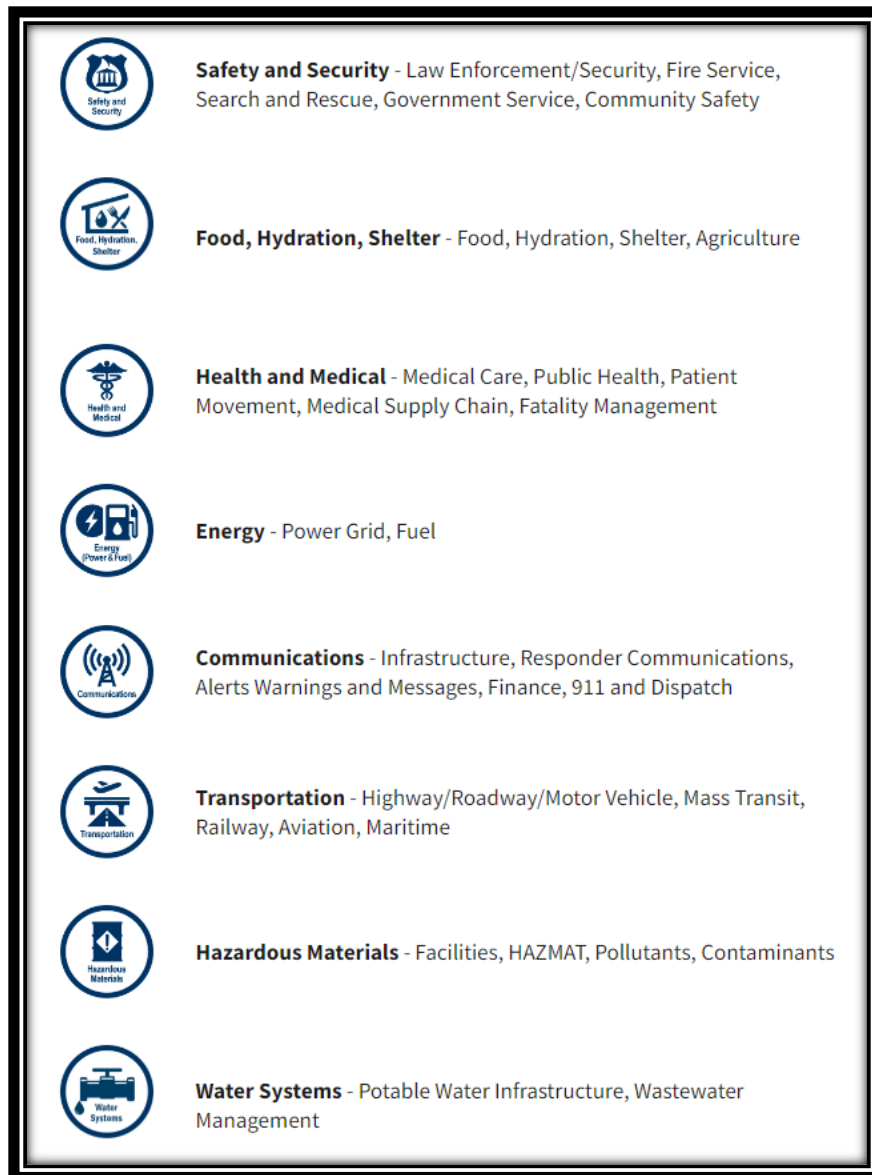 Safety and
Security
Safety and Security - Law Enforcement/Security, Fire Service,
Search and Rescue, Government Service, Community Safety
Food, Hydration,
Shelter
Food, Hydration, Shelter - Food, Hydration, Shelter, Agriculture
Health and
Medical
Health and Medical - Medical Care, Public Health, Patient
Movement, Medical Supply Chain, Fatality Management
Energy
(Power & Fuel)
Energy - Power Grid, Fuel
Communications
Communications - Infrastructure, Responder Communications,
Alerts Warnings and Messages, Finance, 911 and Dispatch
Transportation
Transportation - Highway/Roadway/Motor Vehicle, Mass Transit,
Railway, Aviation, Maritime
Hazardous
Materials
Hazardous Materials - Facilities, HAZMAT, Pollutants, Contaminants
Water
Systems
Water Systems - Potable Water Infrastructure, Wastewater
Management